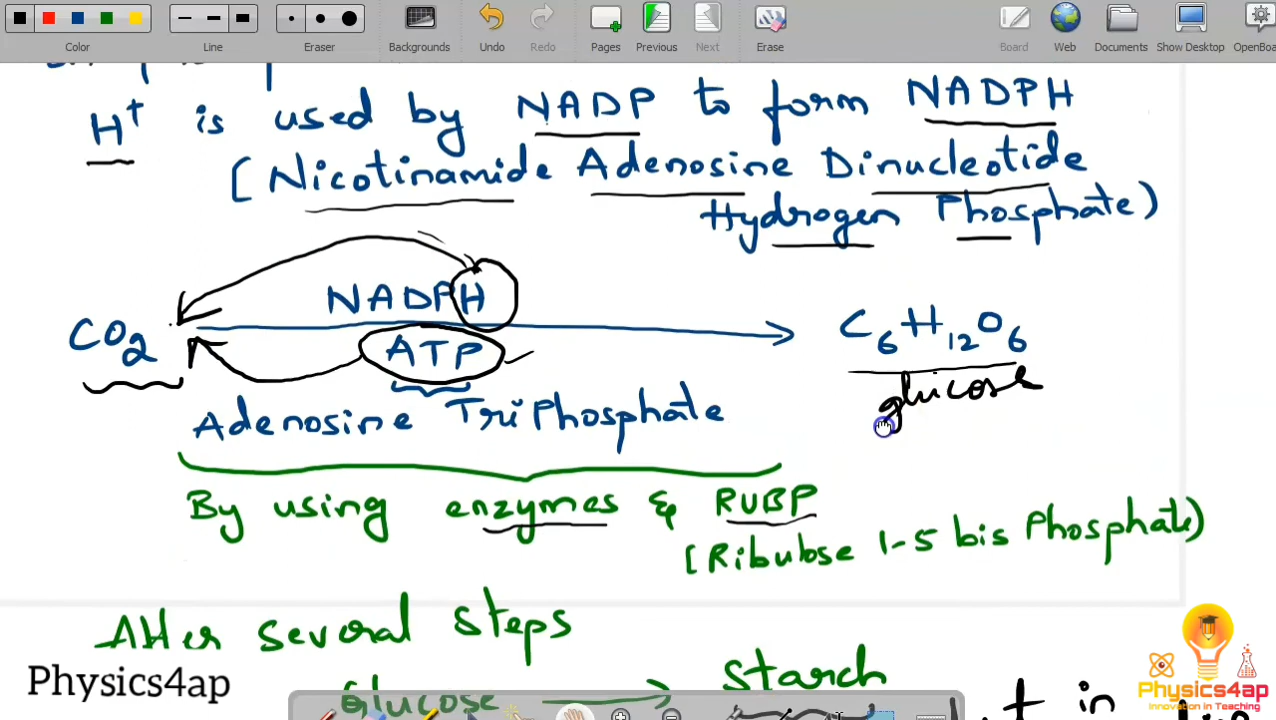 Color
Line
Eraser
Backgrounds
Undo
Redo
Pages
Previous
Next
Erase
Board
Web
Documents
Show Desktop
OpenBoa
H+ is used by NADP to form NADPH
[Nicotinamide Adenosine Dinucleotide
Hydrogen Phosphate)
NADPH
CO2
C6H12O6
ATP
glucose
Adenosine TriPhosphate
By using enzymes & RUBP
[Ribubse 1-5 bis Phosphate)
After several steps
Glucose → Starch
Physics4ap
Physics4ap
Innovation in Teaching